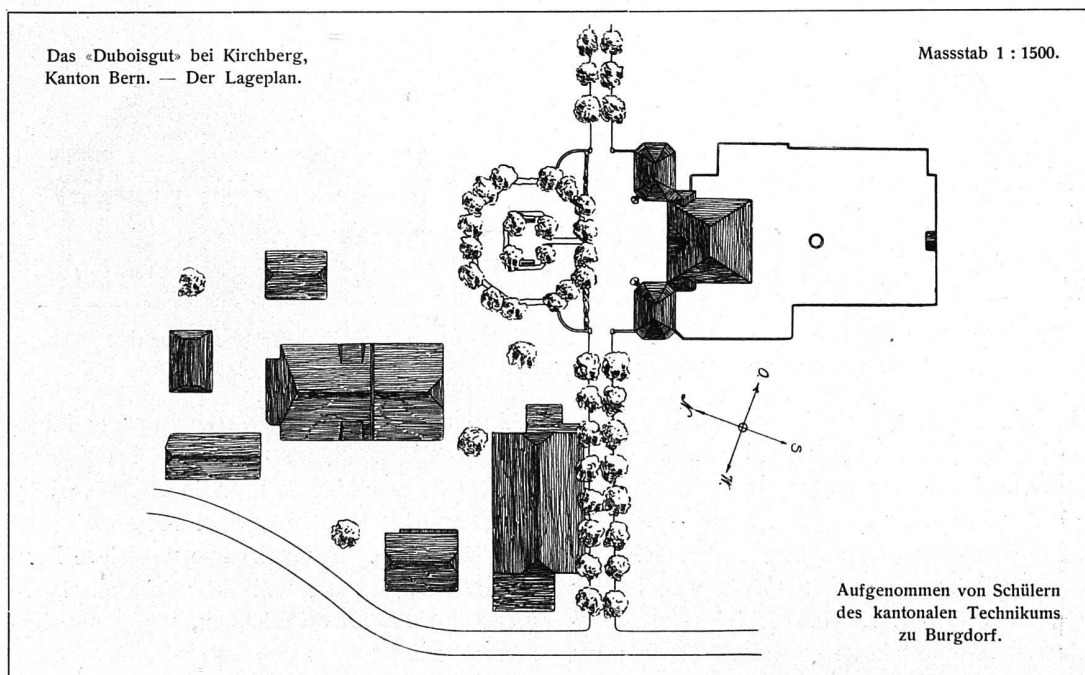 Das «Duboisgut» bei Kirchberg,
Kanton Bern. — Der Lageplan.
Massstab 1 : 1500.
O
N
S
W
Aufgenommen von Schülern
des kantonalen Technikums
zu Burgdorf.